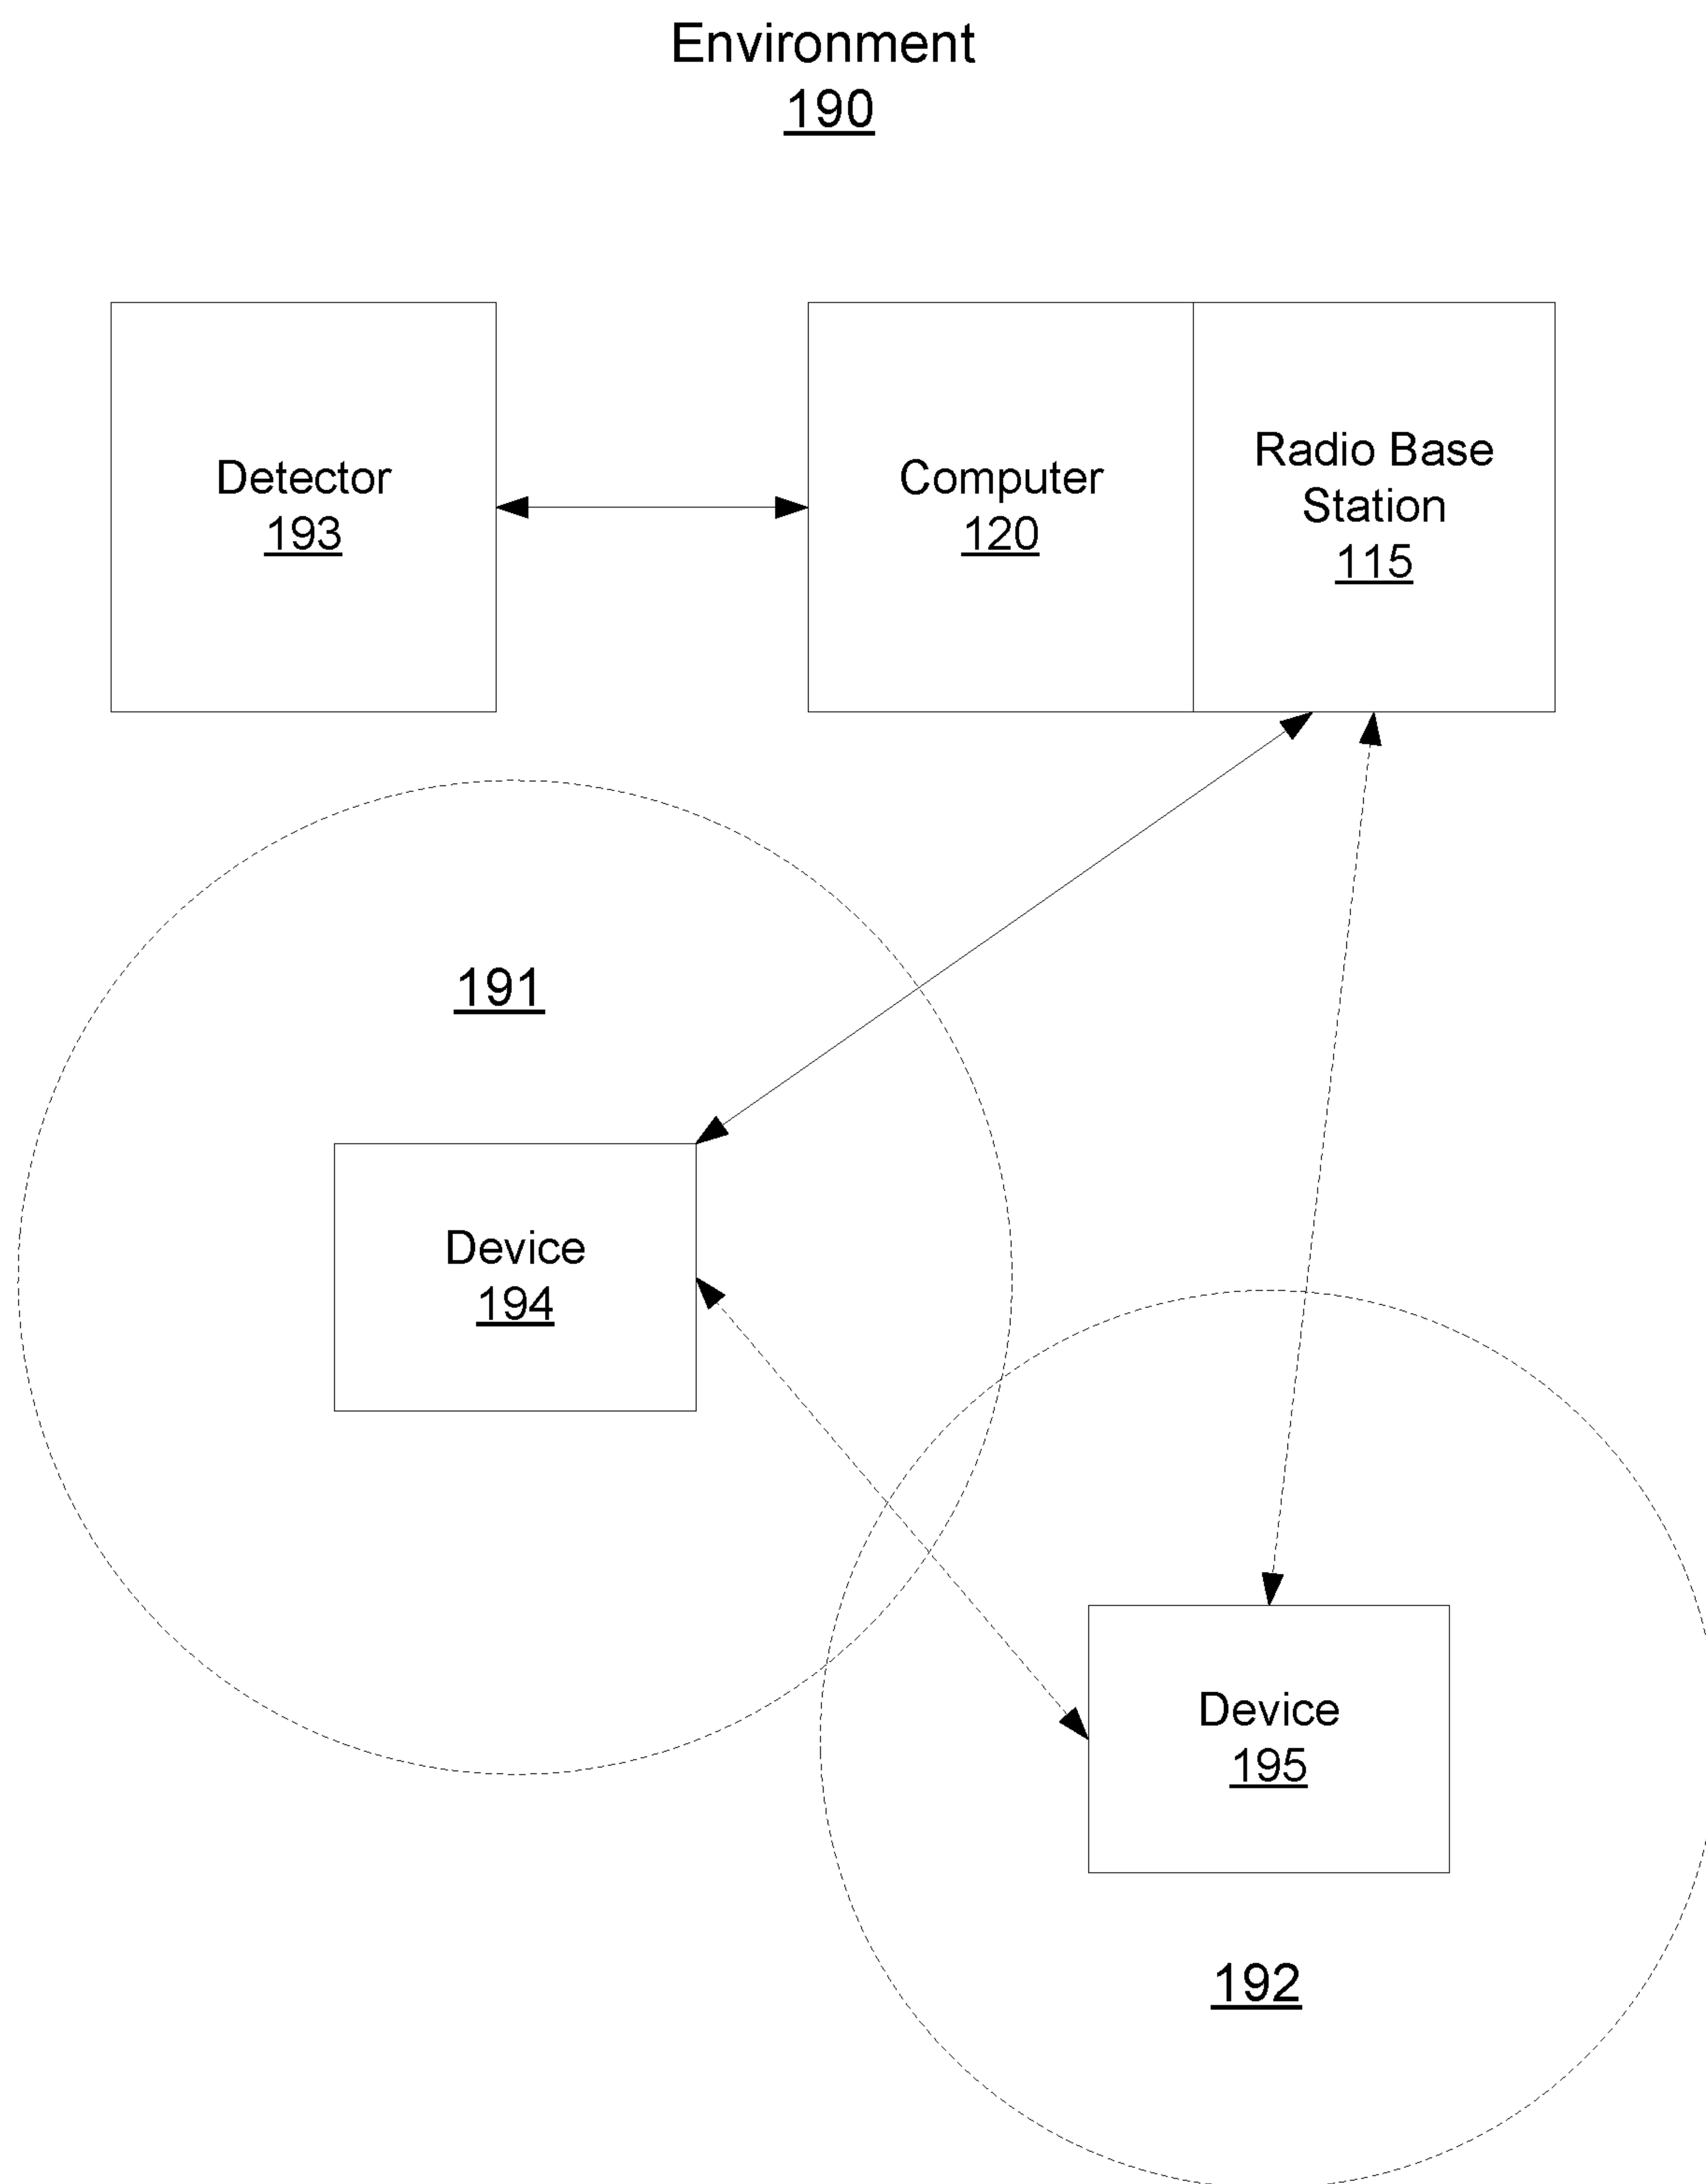 Environment
190
Detector
193
Computer
120
Radio Base
Station
115
191
Device
194
Device
195
192